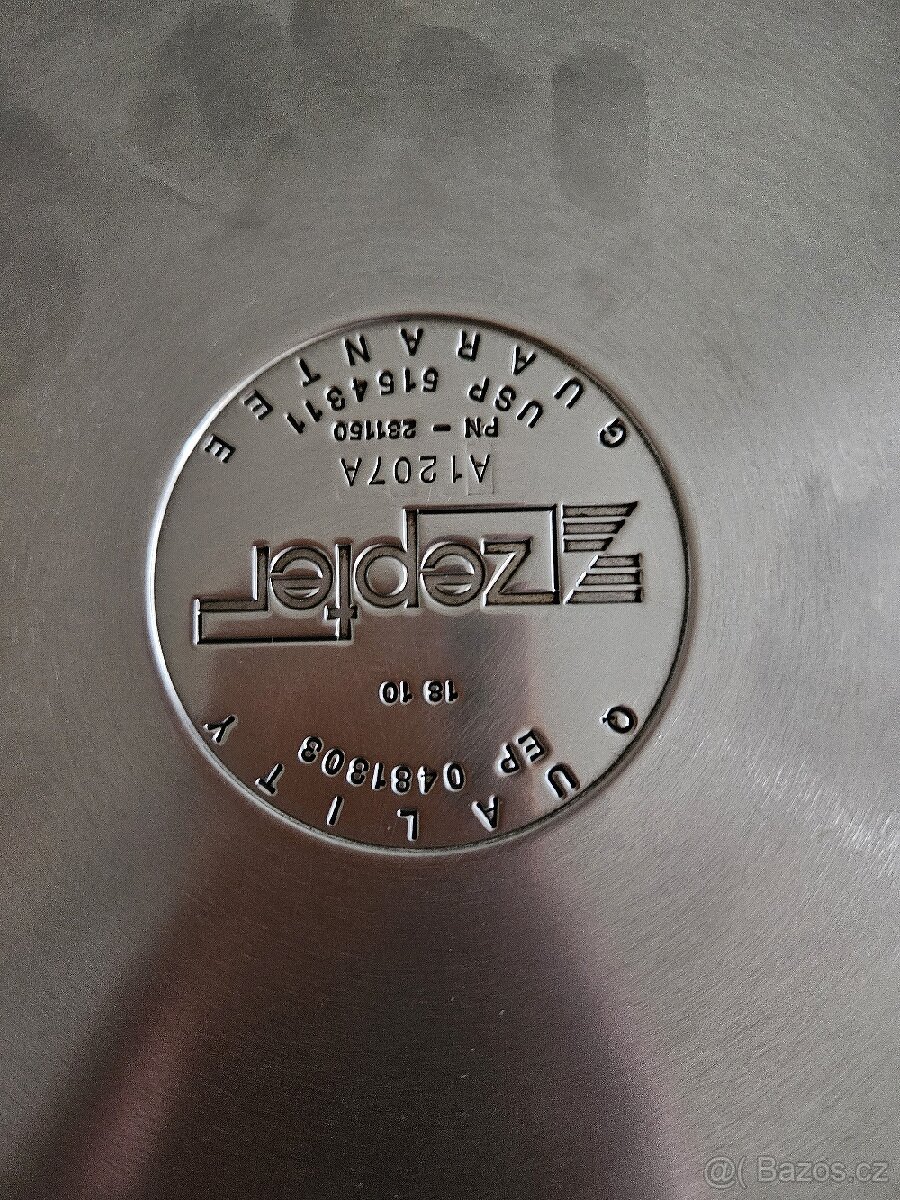 QUALITY
EP 0481303
18 10
zepter
A1207A
PN - 231150
USP 5154311
GUARANTEE
@( Bazos.cz